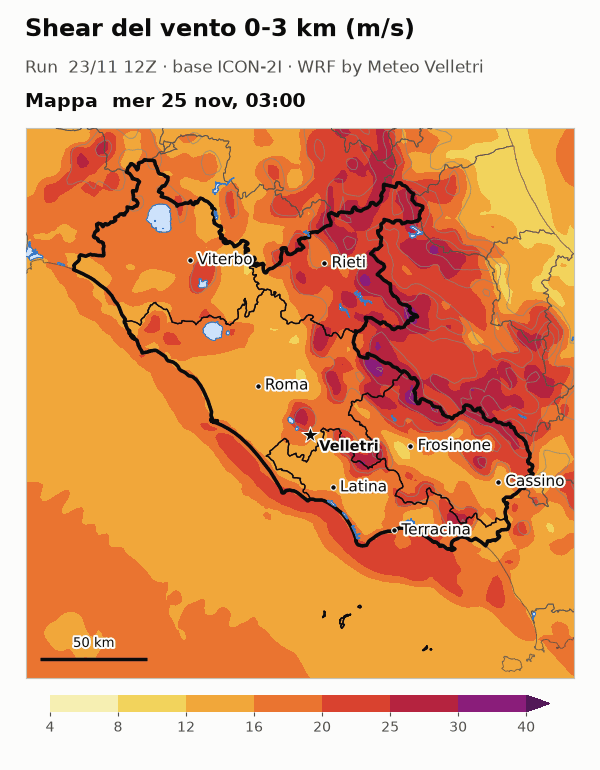 Shear del vento 0-3 km (m/s)
Run  23/11 12Z · base ICON-2I · WRF by Meteo Velletri
Mappa  mer 25 nov, 03:00
Viterbo
Rieti
Roma
Velletri
Frosinone
Cassino
Latina
Terracina
50 km
4 8 12 16 20 25 30 40